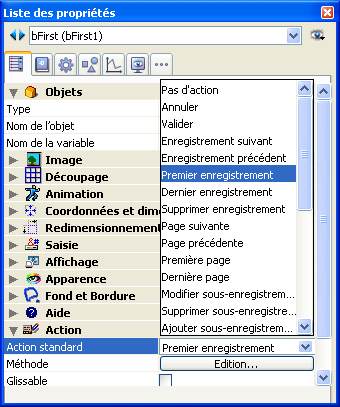 Liste des propriétés
bFirst (bFirst1)
Objets
Type
Nom de l'objet
Nom de la variable
Image
Découpage
Animation
Coordonnées et dim
Redimensionnement
Saisie
Affichage
Apparence
Fond et Bordure
Aide
Action
Action standard
Premier enregistrement
Méthode
Edition...
Glissable
Pas d'action
Annuler
Valider
Enregistrement suivant
Enregistrement précédent
Premier enregistrement
Dernier enregistrement
Supprimer enregistrement
Page suivante
Page précédente
Première page
Dernière page
Modifier sous-enregistrem...
Supprimer sous-enregistre...
Ajouter sous-enregistrem...